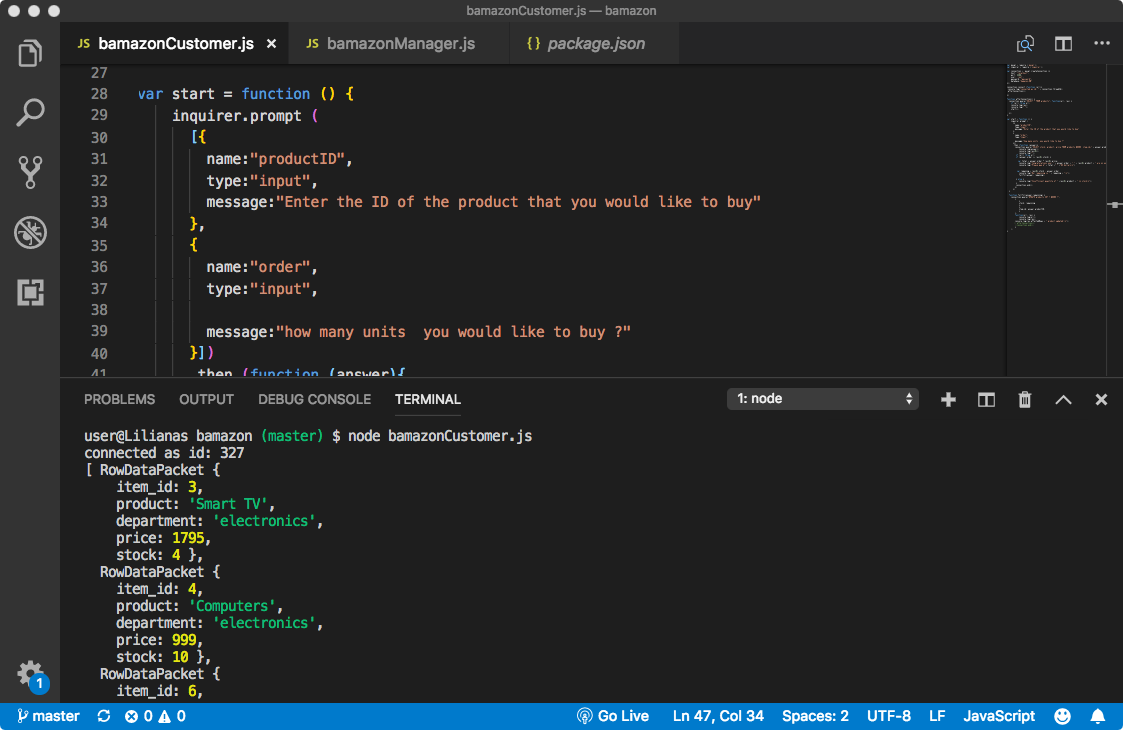 bamazonCustomer.js — bamazon
JS bamazonCustomer.js × JS bamazonManager.js {} package.json
27
28 var start = function () {
29 inquirer.prompt (
30 [{
31 name:"productID",
32 type:"input",
33 message:"Enter the ID of the product that you would like to buy"
34 },
35 {
36 name:"order",
37 type:"input",
38
39 message:"how many units  you would like to buy ?"
40 }])
41 .then (function (answer){
PROBLEMS OUTPUT DEBUG CONSOLE TERMINAL 1: node
user@Lilianas bamazon (master) $ node bamazonCustomer.js
connected as id: 327
[ RowDataPacket {
item_id: 3,
product: 'Smart TV',
department: 'electronics',
price: 1795,
stock: 4 },
RowDataPacket {
item_id: 4,
product: 'Computers',
department: 'electronics',
price: 999,
stock: 10 },
RowDataPacket {
item_id: 6,
1
master 0 0 Go Live Ln 47, Col 34 Spaces: 2 UTF-8 LF JavaScript